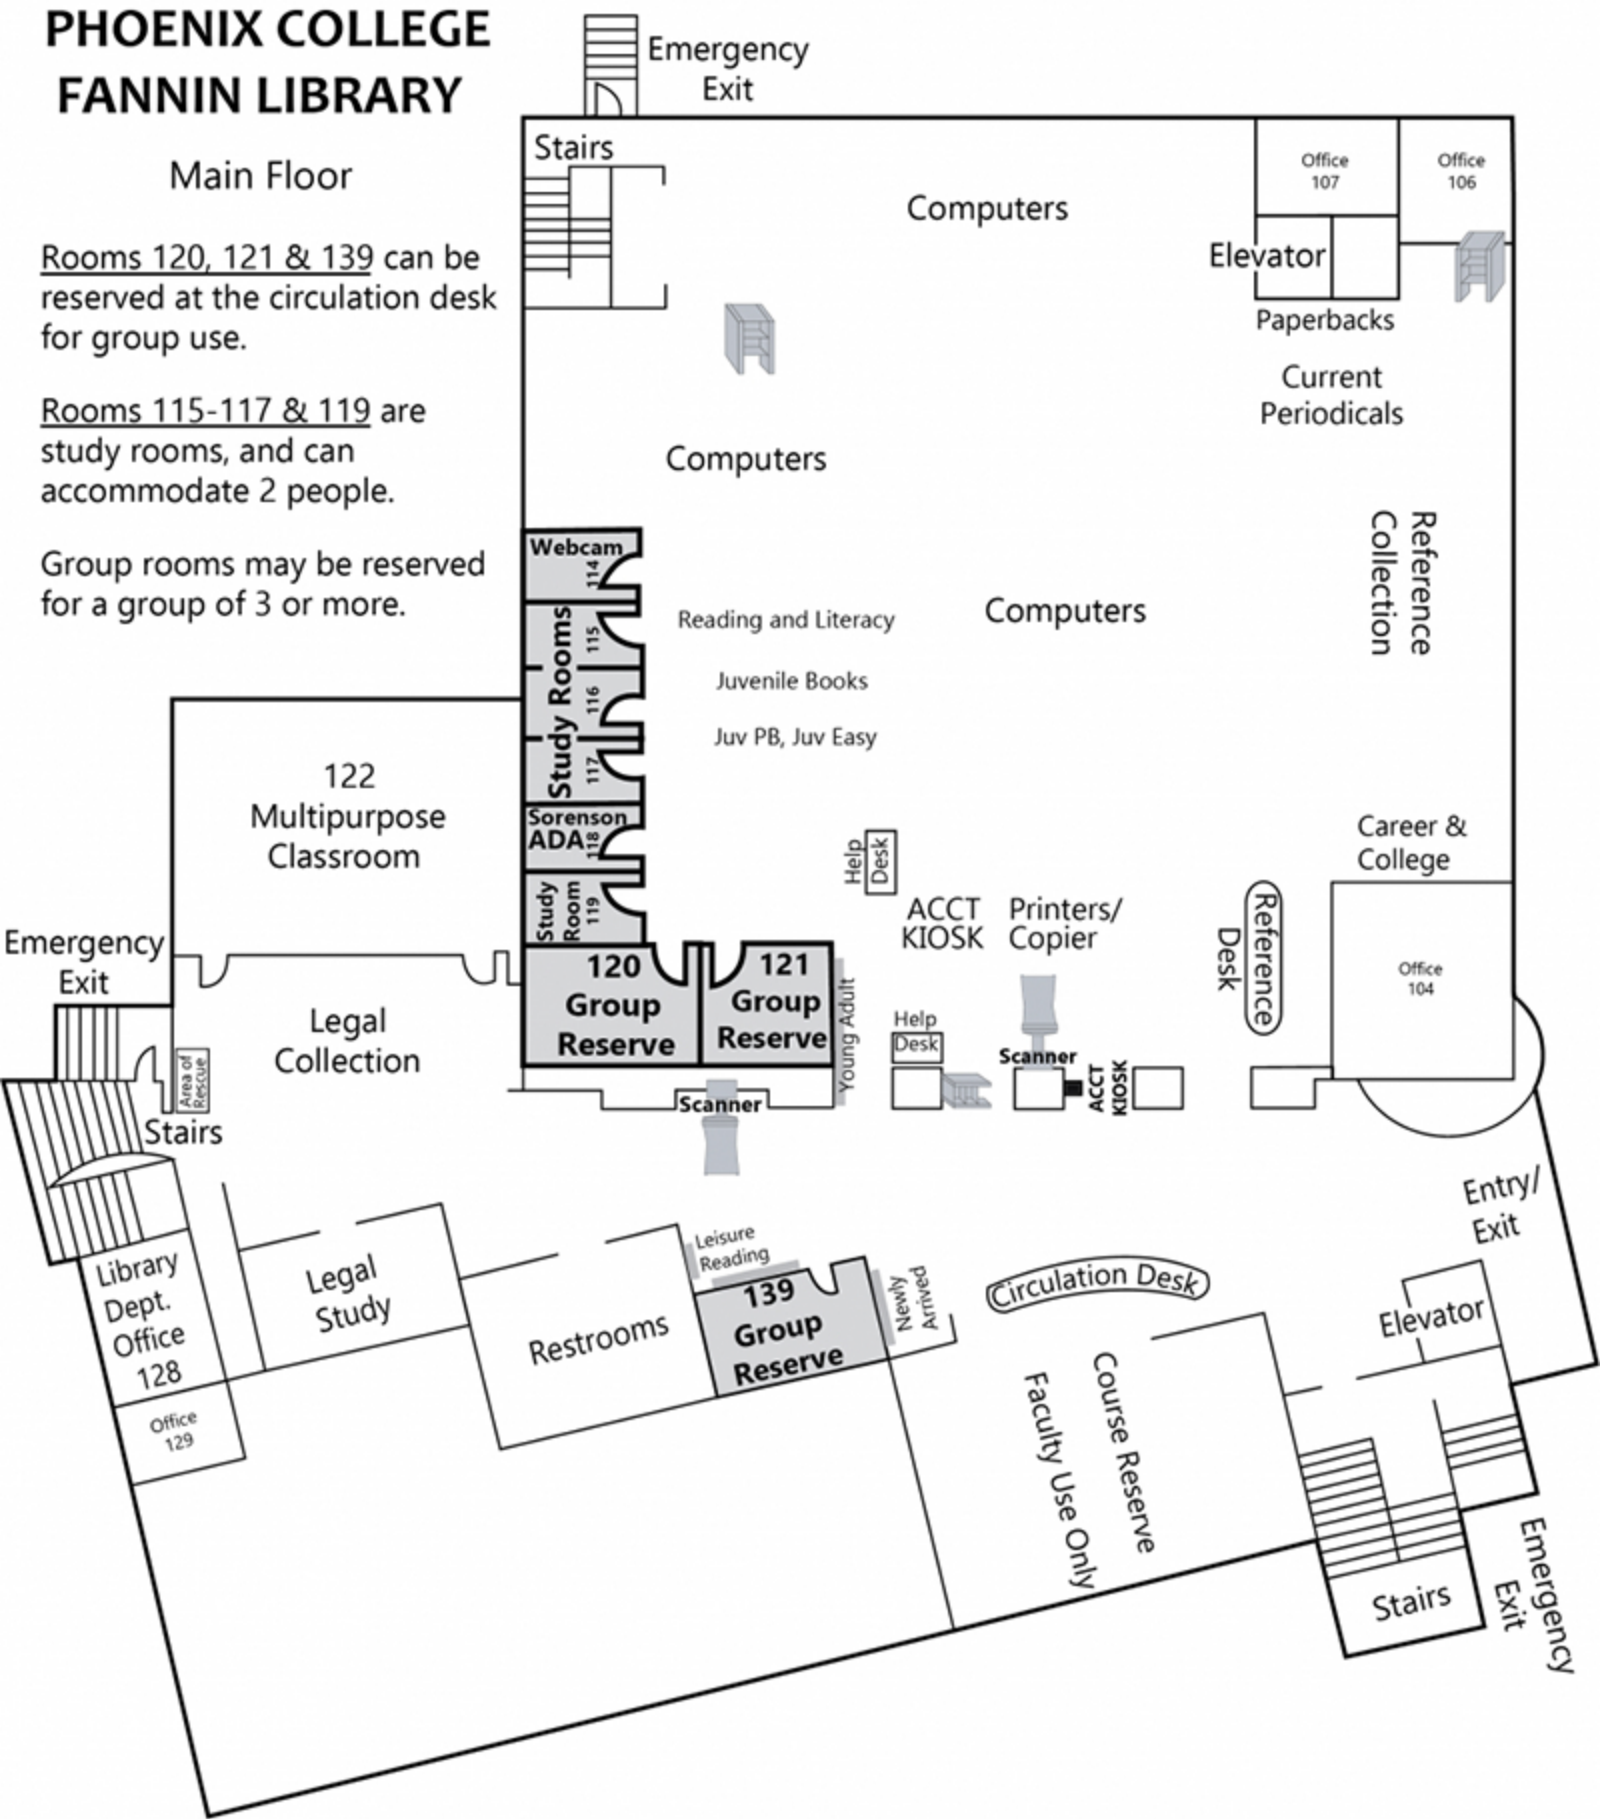 PHOENIX COLLEGE
FANNIN LIBRARY
Main Floor
Rooms 120, 121 & 139 can be
reserved at the circulation desk
for group use.
Rooms 115-117 & 119 are
study rooms, and can
accommodate 2 people.
Group rooms may be reserved
for a group of 3 or more.
Emergency
Exit
Stairs
Computers
Office
107
Office
106
Elevator
Paperbacks
Current
Periodicals
Computers
Reference
Collection
Webcam
114
Study Rooms
115
116
117
Reading and Literacy
Computers
Juvenile Books
Juv PB, Juv Easy
122
Multipurpose
Classroom
Sorenson
ADA
118
Study
Room
119
Help
Desk
Career &
College
ACCT
KIOSK
Printers/
Copier
Reference
Desk
Office
104
Emergency
Exit
120
Group
Reserve
121
Group
Reserve
Young Adult
Legal
Collection
Help
Desk
Scanner
ACCT
KIOSK
Area of
Rescue
Stairs
Scanner
Entry/
Exit
Leisure
Reading
Library
Dept.
Office
128
Legal
Study
Restrooms
139
Group
Reserve
Newly
Arrived
Circulation Desk
Elevator
Office
129
Course Reserve
Faculty Use Only
Stairs
Emergency
Exit